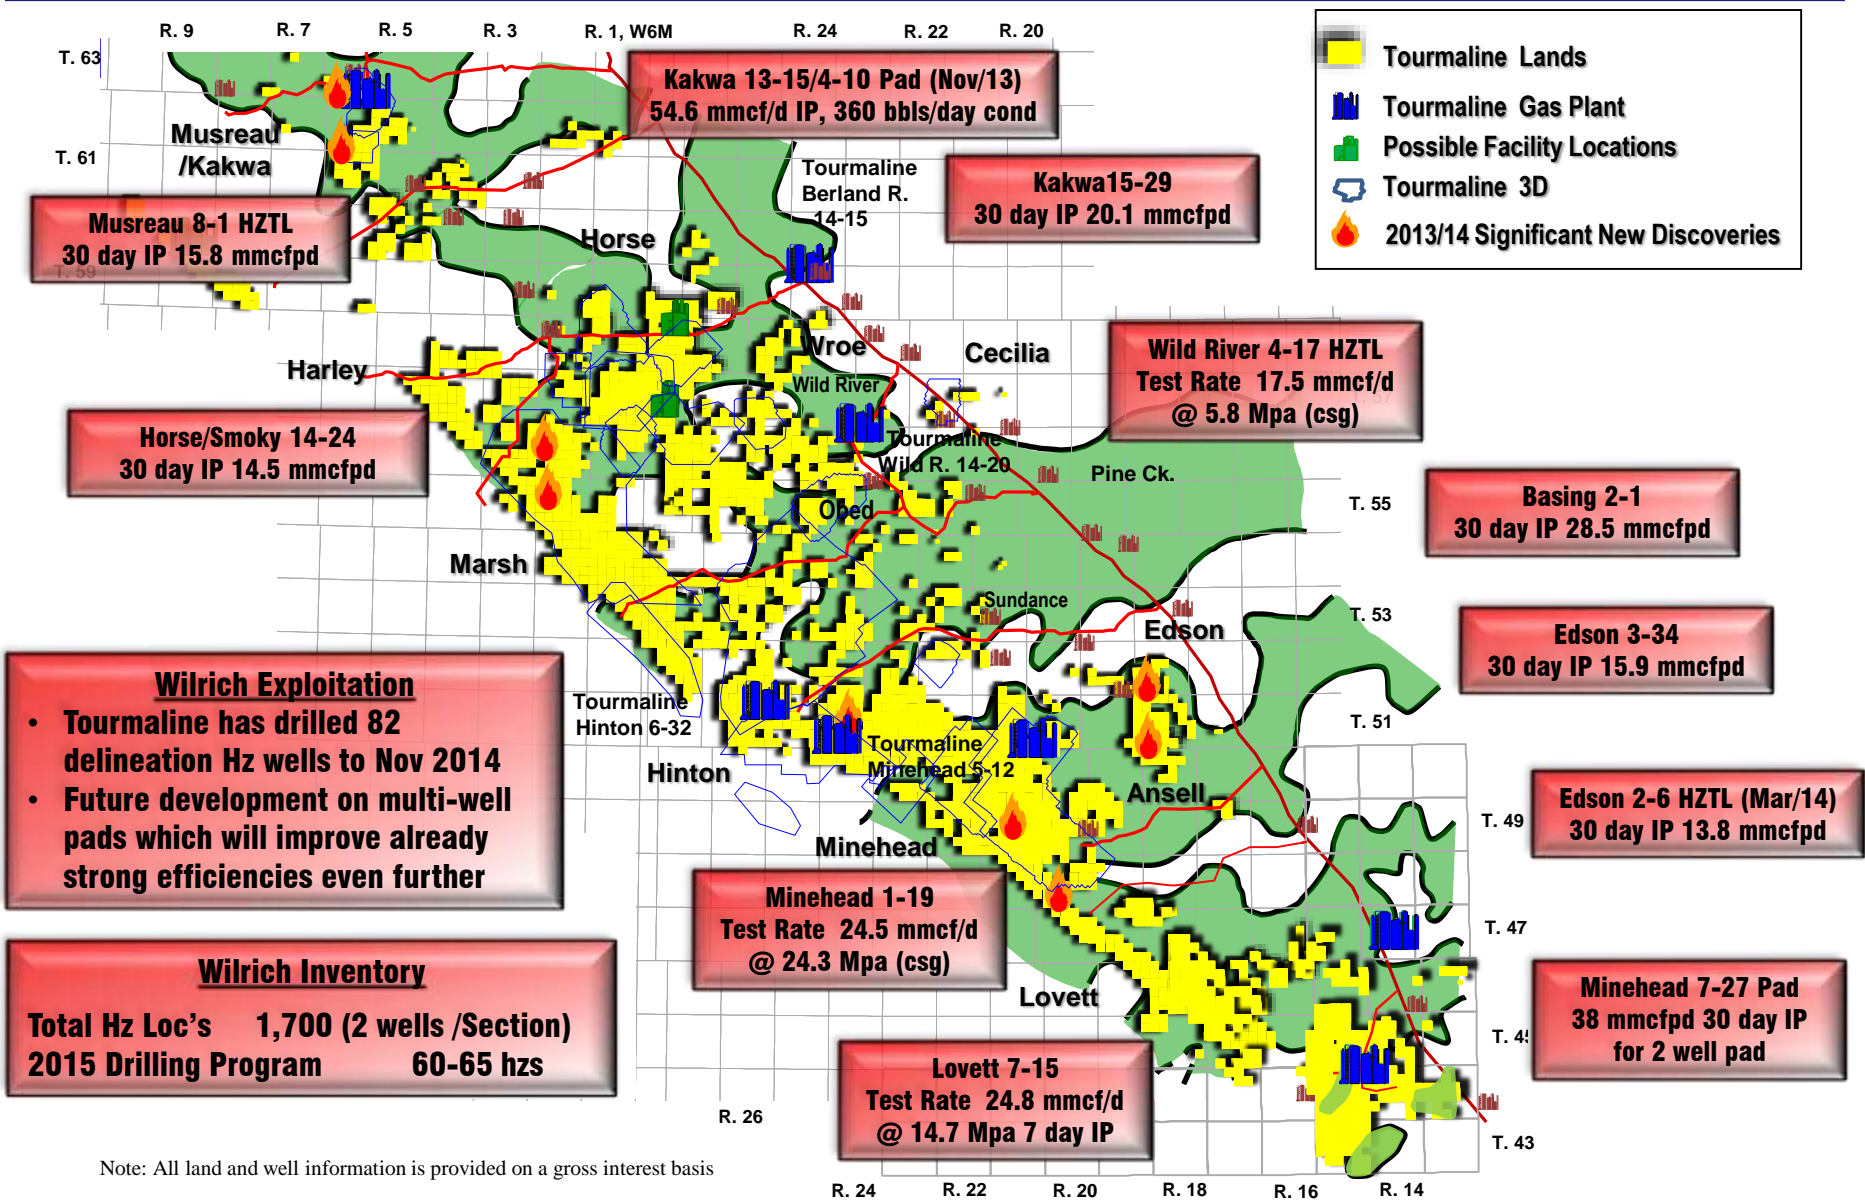 R. 9 R. 7 R. 5 R. 3 R. 1, W6M R. 24 R. 22 R. 20
T. 63
T. 61
T. 59
Tourmaline Lands
Tourmaline Gas Plant
Possible Facility Locations
Tourmaline 3D
2013/14 Significant New Discoveries
Kakwa 13-15/4-10 Pad (Nov/13)
54.6 mmcf/d IP, 360 bbls/day cond
Musreau
/Kakwa
Tourmaline
Berland R.
14-15
Kakwa15-29
30 day IP 20.1 mmcfpd
Musreau 8-1 HZTL
30 day IP 15.8 mmcfpd
Horse
Harley
Wroe
Cecilia
Wild River
Wild River 4-17 HZTL
Test Rate 17.5 mmcf/d
@ 5.8 Mpa (csg)
Horse/Smoky 14-24
30 day IP 14.5 mmcfpd
Tourmaline
Wild R. 14-20
Pine Ck.
Obed
T. 55
Basing 2-1
30 day IP 28.5 mmcfpd
Marsh
Sundance
Edson
T. 53
Edson 3-34
30 day IP 15.9 mmcfpd
Wilrich Exploitation
• Tourmaline has drilled 82
delineation Hz wells to Nov 2014
• Future development on multi-well
pads which will improve already
strong efficiencies even further
Tourmaline
Hinton 6-32
Hinton
Tourmaline
Minehead 5-12
T. 51
Ansell
Minehead
T. 49
Edson 2-6 HZTL (Mar/14)
30 day IP 13.8 mmcfpd
Minehead 1-19
Test Rate 24.5 mmcf/d
@ 24.3 Mpa (csg)
T. 47
Lovett
Wilrich Inventory
Total Hz Loc's 1,700 (2 wells /Section)
2015 Drilling Program 60-65 hzs
Minehead 7-27 Pad
38 mmcfpd 30 day IP
for 2 well pad
T. 45
Lovett 7-15
Test Rate 24.8 mmcf/d
@ 14.7 Mpa 7 day IP
R. 26
T. 43
Note: All land and well information is provided on a gross interest basis
R. 24 R. 22 R. 20 R. 18 R. 16 R. 14